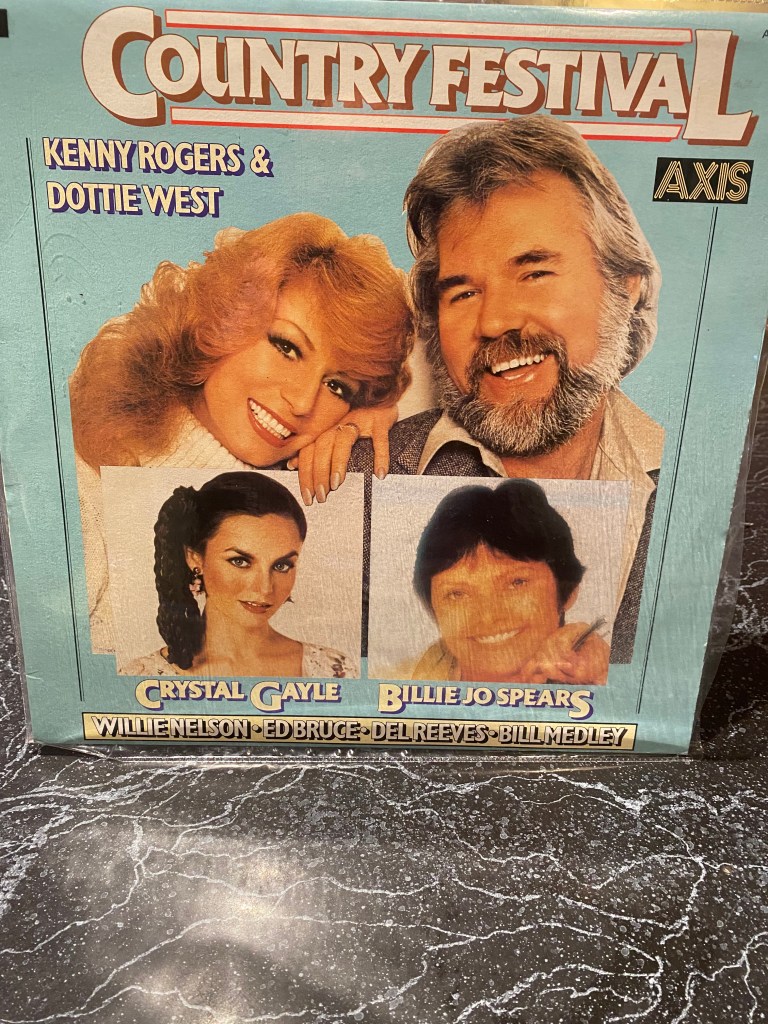 COUNTRY FESTIVAL
KENNY ROGERS &
DOTTIE WEST
AXIS
CRYSTAL GAYLE
BILLIE JO SPEARS
WILLIE NELSON · ED BRUCE · DEL REEVES · BILL MEDLEY